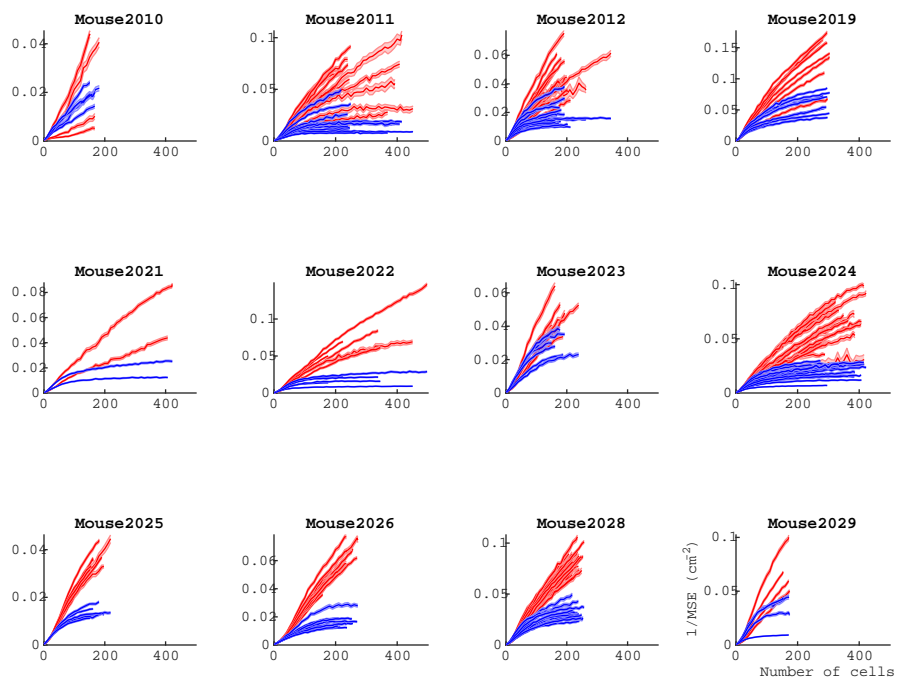 Mouse2010 Mouse2011 Mouse2012 Mouse2019
0.04 0.02 0 0 200 400
0.1 0.05 0 0 200 400
0.06 0.04 0.02 0 0 200 400
0.15 0.1 0.05 0 0 200 400
Mouse2021 Mouse2022 Mouse2023 Mouse2024
0.08 0.06 0.04 0.02 0 0 200 400
0.1 0.05 0 0 200 400
0.06 0.04 0.02 0 0 200 400
0.1 0.05 0 0 200 400
Mouse2025 Mouse2026 Mouse2028 Mouse2029
0.04 0.02 0 0 200 400
0.06 0.04 0.02 0 0 200 400
0.1 0.05 0 0 200 400
0.1 0.05 0 0 200 400
1/MSE (cm⁻²)
Number of cells